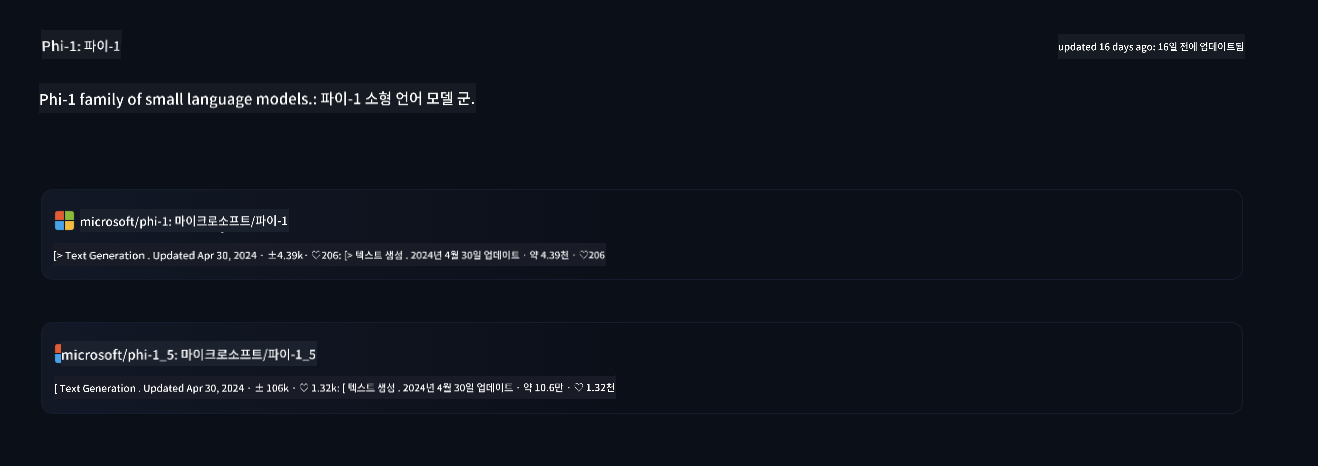 Phi-1: 파이-1
updated 16 days ago: 16일 전에 업데이트됨
Phi-1 family of small language models.: 파이-1 소형 언어 모델 군.
microsoft/phi-1: 마이크로소프트/파이-1
[> Text Generation . Updated Apr 30, 2024 · ±4.39k · ♡206: [> 텍스트 생성 . 2024년 4월 30일 업데이트 · 약 4.39천 · ♡206
microsoft/phi-1_5: 마이크로소프트/파이-1_5
[ Text Generation . Updated Apr 30, 2024 · ± 106k · ♡ 1.32k: [ 텍스트 생성 . 2024년 4월 30일 업데이트 · 약 10.6만 · ♡ 1.32천